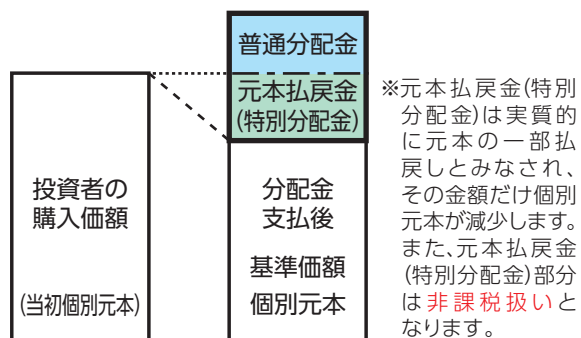 普通分配金
元本払戻金
(特別分配金)
投資者の
購入価額
(当初個別元本)
分配金
支払後
基準価額
個別元本
※元本払戻金(特別
分配金)は実質的
に元本の一部払
戻しとみなされ、
その金額だけ個別
元本が減少します。
また、元本払戻金
(特別分配金)部分
は非課税扱いと
なります。